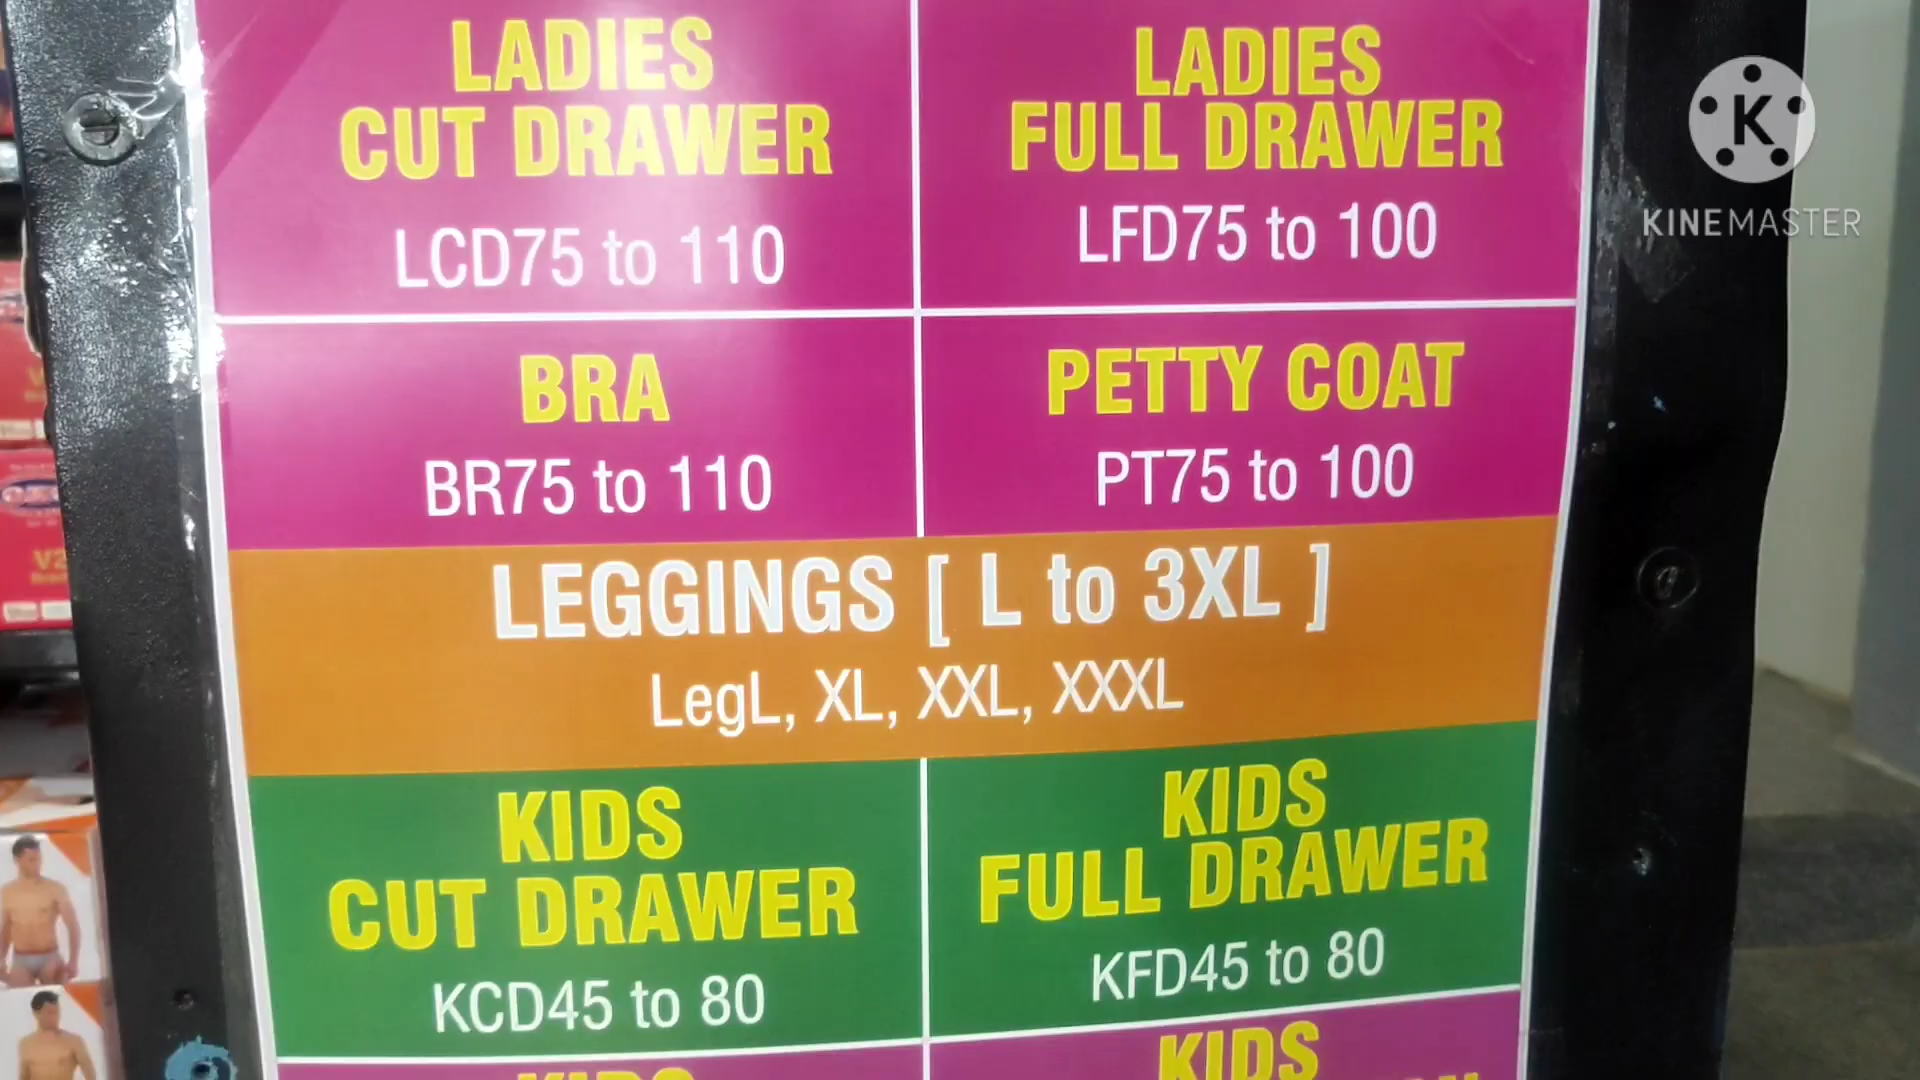 LADIES
CUT DRAWER
LCD75 to 110
LADIES
FULL DRAWER
LFD75 to 100
BRA
BR75 to 110
PETTY COAT
PT75 to 100
LEGGINGS [ L to 3XL ]
LegL, XL, XXL, XXXL
KIDS
CUT DRAWER
KCD45 to 80
KIDS
FULL DRAWER
KFD45 to 80
KIDS
KIDS
K
KINEMASTER